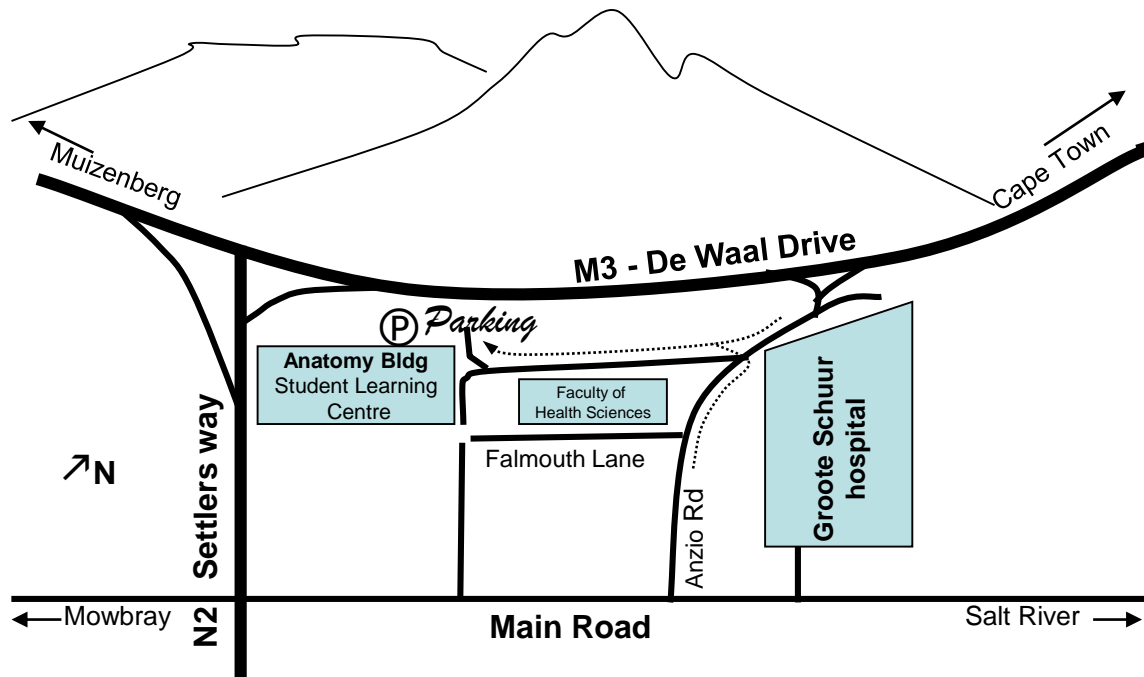 Muizenberg
Cape Town
M3 - De Waal Drive
P Parking
Anatomy Bldg
Student Learning
Centre
Faculty of
Health Sciences
Falmouth Lane
Groote Schuur
hospital
N
N2 Settlers way
Anzio Rd
Mowbray
Main Road
Salt River